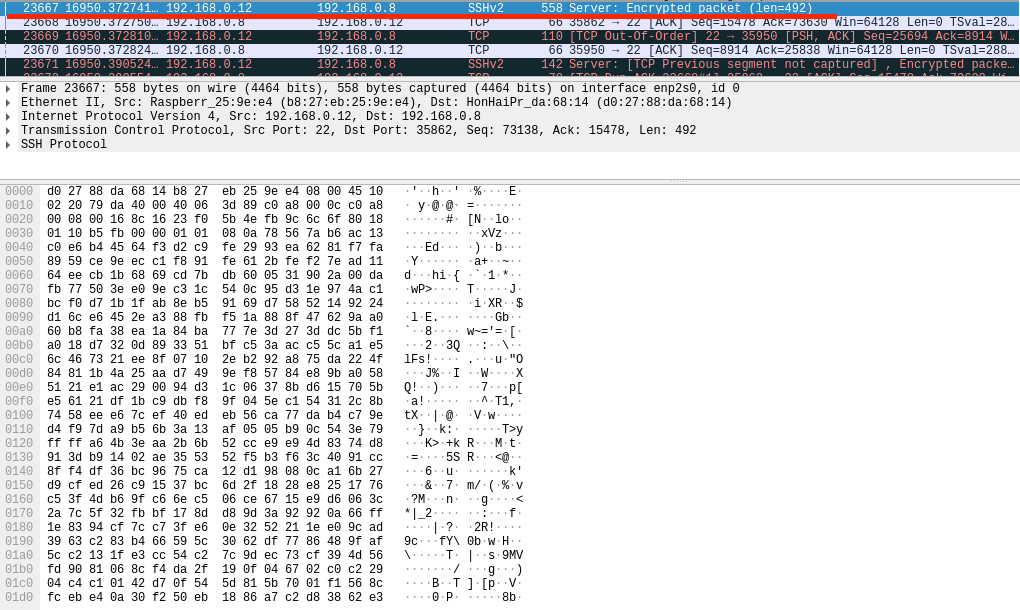 23667 16950.372741… 192.168.0.12 192.168.0.8 SSHv2 558 Server: Encrypted packet (len=492)
23668 16950.372750… 192.168.0.8 192.168.0.12 TCP 66 35862 → 22 [ACK] Seq=15478 Ack=73630 Win=64128 Len=0 TSval=28…
23669 16950.372810… 192.168.0.12 192.168.0.8 TCP 110 [TCP Out-Of-Order] 22 → 35950 [PSH, ACK] Seq=25694 Ack=8914 W…
23670 16950.372824… 192.168.0.8 192.168.0.12 TCP 66 35950 → 22 [ACK] Seq=8914 Ack=25838 Win=64128 Len=0 TSval=288…
23671 16950.390524… 192.168.0.12 192.168.0.8 SSHv2 142 Server: [TCP Previous segment not captured] , Encrypted packe…
Frame 23667: 558 bytes on wire (4464 bits), 558 bytes captured (4464 bits) on interface enp2s0, id 0
Ethernet II, Src: Raspberr_25:9e:e4 (b8:27:eb:25:9e:e4), Dst: HonHaiPr_da:68:14 (d0:27:88:da:68:14)
Internet Protocol Version 4, Src: 192.168.0.12, Dst: 192.168.0.8
Transmission Control Protocol, Src Port: 22, Dst Port: 35862, Seq: 73138, Ack: 15478, Len: 492
SSH Protocol
0000 d0 27 88 da 68 14 b8 27 eb 25 9e e4 08 00 45 10 ·'··h··' ·%····E·
0010 02 20 79 da 40 00 40 06 3d 89 c0 a8 00 0c c0 a8 · y·@·@· =·······
0020 00 08 00 16 8c 16 23 f0 5b 4e fb 9c 6c 6f 80 18 ······#· [N··lo··
0030 01 10 b5 fb 00 00 01 01 08 0a 78 56 7a b6 ac 13 ········ ··xVz···
0040 c0 e6 b4 45 64 f3 d2 c9 fe 29 93 ea 62 81 f7 fa ···Ed··· ·)··b···
0050 89 59 ce 9e ec c1 f8 91 fe 61 2b fe f2 7e ad 11 ·Y······ ·a+··~··
0060 64 ee cb 1b 68 69 cd 7b db 60 05 31 90 2a 00 da d···hi·{ ·`·1·*··
0070 fb 77 50 3e e0 9e c3 1c 54 0c 95 d3 1e 97 4a c1 ·wP>···· T·····J·
0080 bc f0 d7 1b 1f ab 8e b5 91 69 d7 58 52 14 92 24 ········ ·i·XR··$
0090 d1 6c e6 45 2e a3 88 fb f5 1a 88 8f 47 62 9a a0 ·l·E.··· ····Gb··
00a0 60 b8 fa 38 ea 1a 84 ba 77 7e 3d 27 3d dc 5b f1 `··8···· w~='=·[·
00b0 a0 18 d7 32 0d 89 33 51 bf c5 3a ac c5 5c a1 e5 ···2··3Q ··:··\··
00c0 6c 46 73 21 ee 8f 07 10 2e b2 92 a8 75 da 22 4f lFs!···· .···u·"O
00d0 84 81 1b 4a 25 aa d7 49 9e f8 57 84 e8 9b a0 58 ···J%··I ··W····X
00e0 51 21 e1 ac 29 00 94 d3 1c 06 37 8b d6 15 70 5b Q!··)··· ··7···p[
00f0 e5 61 21 df 1b c9 db f8 9f 04 5e c1 54 31 2c 8b ·a!····· ··^·T1,·
0100 74 58 ee e6 7c ef 40 ed eb 56 ca 77 da b4 c7 9e tX··|·@· ·V·w····
0110 d4 f9 7d a9 b5 6b 3a 13 af 05 05 b9 0c 54 3e 79 ··}··k:· ·····T>y
0120 ff ff a6 4b 3e aa 2b 6b 52 cc e9 e9 4d 83 74 d8 ···K>·+k R···M·t·
0130 91 3d b9 14 02 ae 35 53 52 f5 b3 f6 3c 40 91 cc ·=····5S R···<@··
0140 8f f4 df 36 bc 96 75 ca 12 d1 98 08 0c a1 6b 27 ···6··u· ······k'
0150 d9 cf ed 26 c9 15 37 bc 6d 2f 18 28 e8 25 17 76 ···&··7· m/·(·%·v
0160 c5 3f 4d b6 9f c6 6e c5 06 ce 67 15 e9 d6 06 3c ·?M···n· ··g····<
0170 2a 7c 5f 32 fb bf 17 8d d8 9d 3a 92 92 0a 66 ff *|_2···· ··:···f·
0180 1e 83 94 cf 7c c7 3f e6 0e 32 52 21 1e e0 9c ad ····|·?· ·2R!····
0190 39 63 c2 83 b4 66 59 5c 30 62 df 77 86 48 9f af 9c···fY\ 0b·w·H··
01a0 5c c2 13 1f e3 cc 54 c2 7c 9d ec 73 cf 39 4d 56 \·····T· |··s·9MV
01b0 fd 90 81 06 8c f4 da 2f 19 0f 04 67 02 c0 c2 29 ·······/ ···g···)
01c0 04 c4 c1 01 42 d7 0f 54 5d 81 5b 70 01 f1 56 8c ····B··T ]·[p··V·
01d0 fc eb e4 0a 30 f2 50 eb 18 86 a7 c2 d8 38 62 e3 ····0·P· ·····8b·